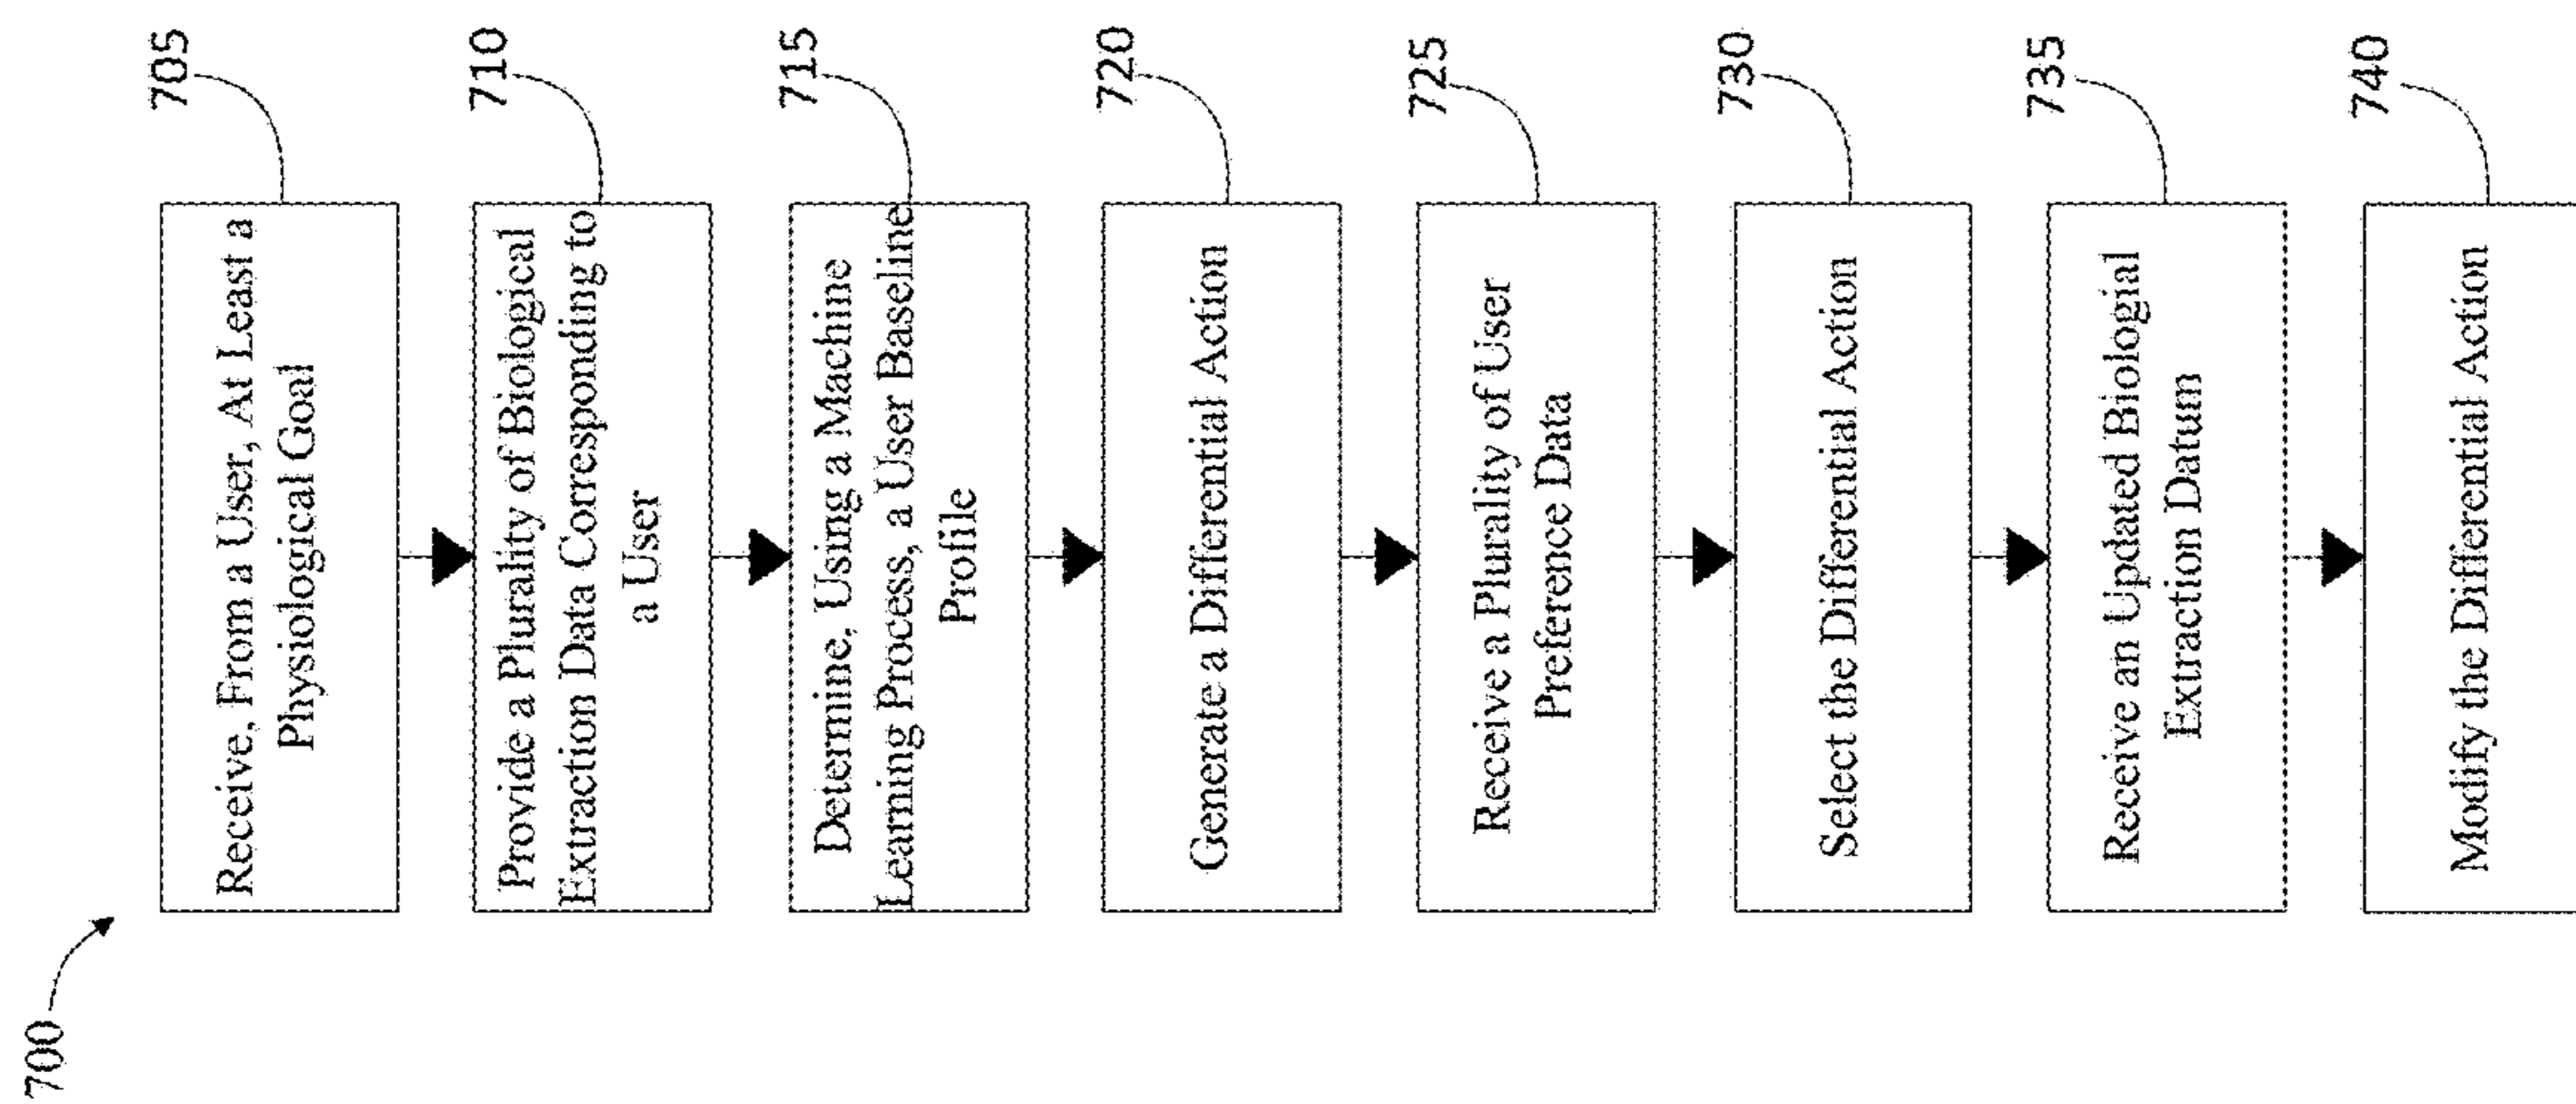 700
705
Receive, From a User, At Least a
Physiological Goal
710
Provide a Plurality of Biological
Extraction Data Corresponding to
a User
715
Determine, Using a Machine
Learning Process, a User Baseline
Profile
720
Generate a Differential Action
725
Receive a Plurality of User
Preference Data
730
Select the Differential Action
735
Receive an Updated Biologial
Extraction Datum
740
Modify the Differential Action